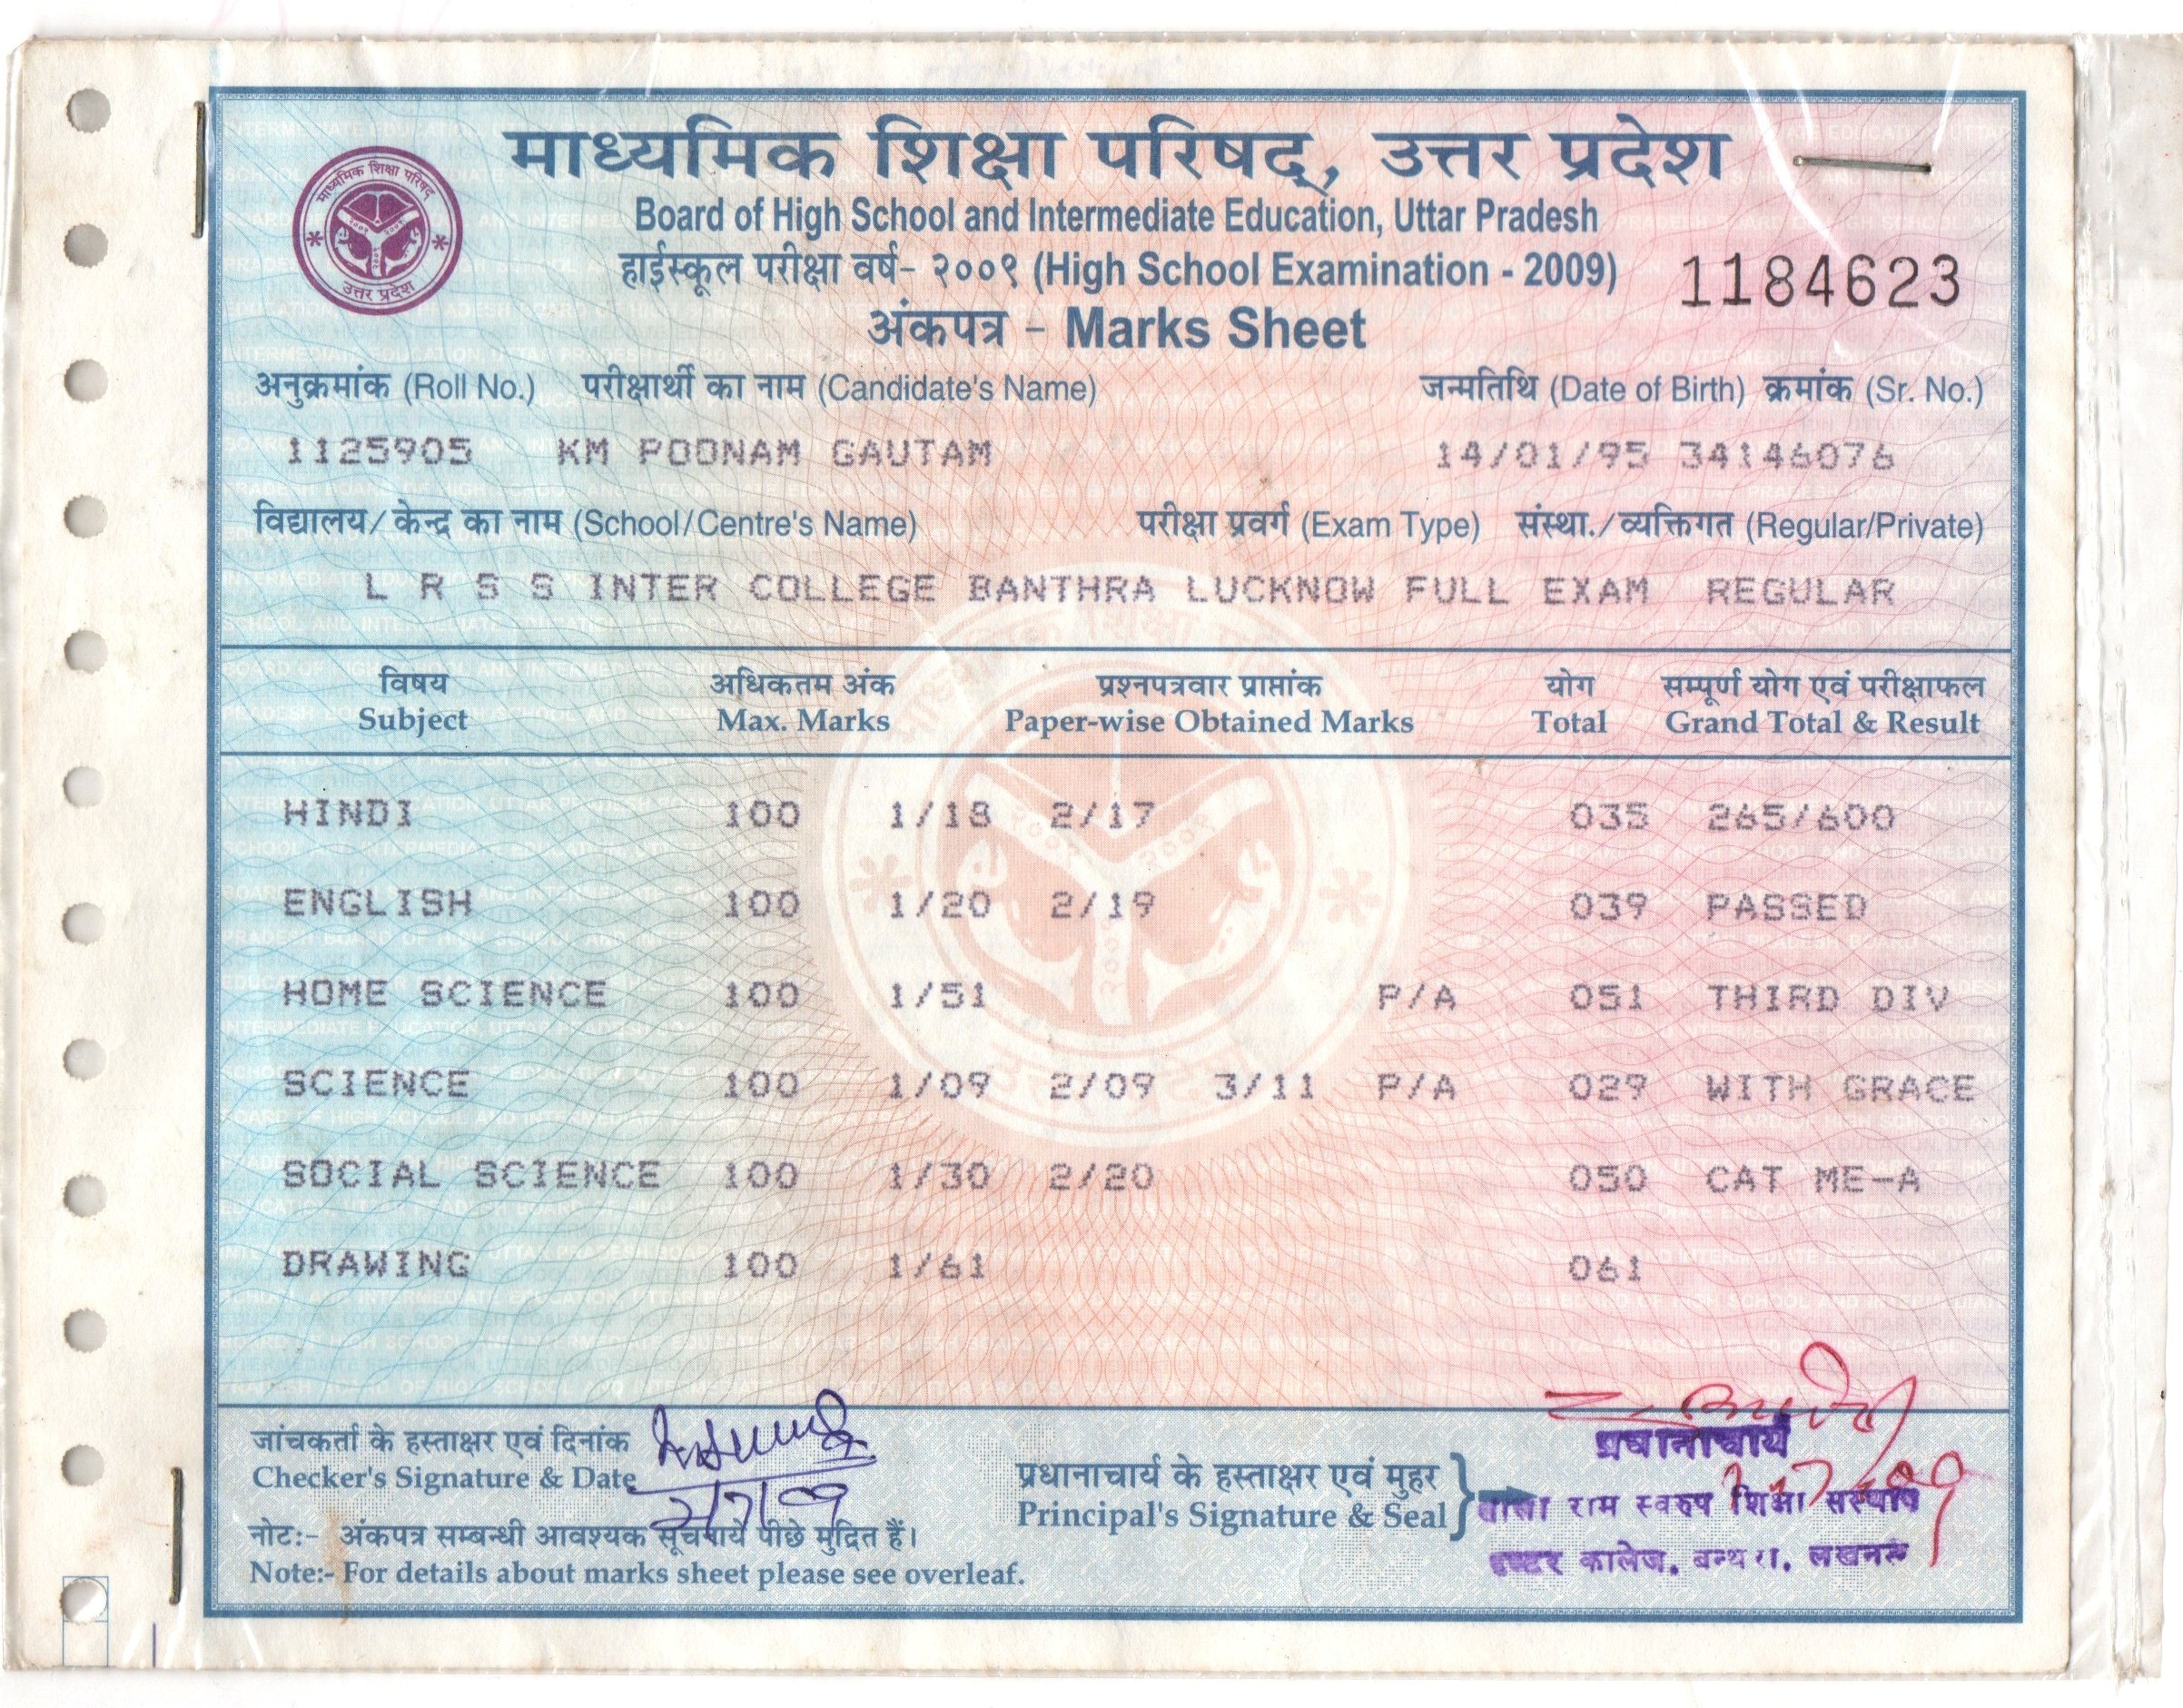 माध्यमिक शिक्षा परिषद्, उत्तर प्रदेश
Board of High School and Intermediate Education, Uttar Pradesh
हाईस्कूल परीक्षा वर्ष- २००९ (High School Examination - 2009)
1184623
अंकपत्र - Marks Sheet
माध्यमिक शिक्षा परिषद
उत्तर प्रदेश
अनुक्रमांक (Roll No.) परीक्षार्थी का नाम (Candidate's Name) जन्मतिथि (Date of Birth) क्रमांक (Sr. No.)
1125905 KM POONAM GAUTAM 14/01/95 34146076
विद्यालय/केन्द्र का नाम (School/Centre's Name) परीक्षा प्रवर्ग (Exam Type) संस्था./व्यक्तिगत (Regular/Private)
L R S S INTER COLLEGE BANTHRA LUCKNOW FULL EXAM REGULAR
विषय अधिकतम अंक प्रश्नपत्रवार प्राप्तांक योग सम्पूर्ण योग एवं परीक्षाफल
Subject Max. Marks Paper-wise Obtained Marks Total Grand Total & Result
HINDI 100 1/18 2/17 035 265/600
ENGLISH 100 1/20 2/19 039 PASSED
HOME SCIENCE 100 1/51 P/A 051 THIRD DIV
SCIENCE 100 1/09 2/09 3/11 P/A 029 WITH GRACE
SOCIAL SCIENCE 100 1/30 2/20 050 CAT ME-A
DRAWING 100 1/61 061
जांचकर्ता के हस्ताक्षर एवं दिनांक
Checker's Signature & Date
प्रधानाचार्य के हस्ताक्षर एवं मुहर
Principal's Signature & Seal
प्रधानाचार्य
राम स्वरुप शिक्षा संस्थान
इण्टर कालेज, बन्थरा, लखनऊ
नोट:- अंकपत्र सम्बन्धी आवश्यक सूचनायें पीछे मुद्रित हैं।
Note:- For details about marks sheet please see overleaf.